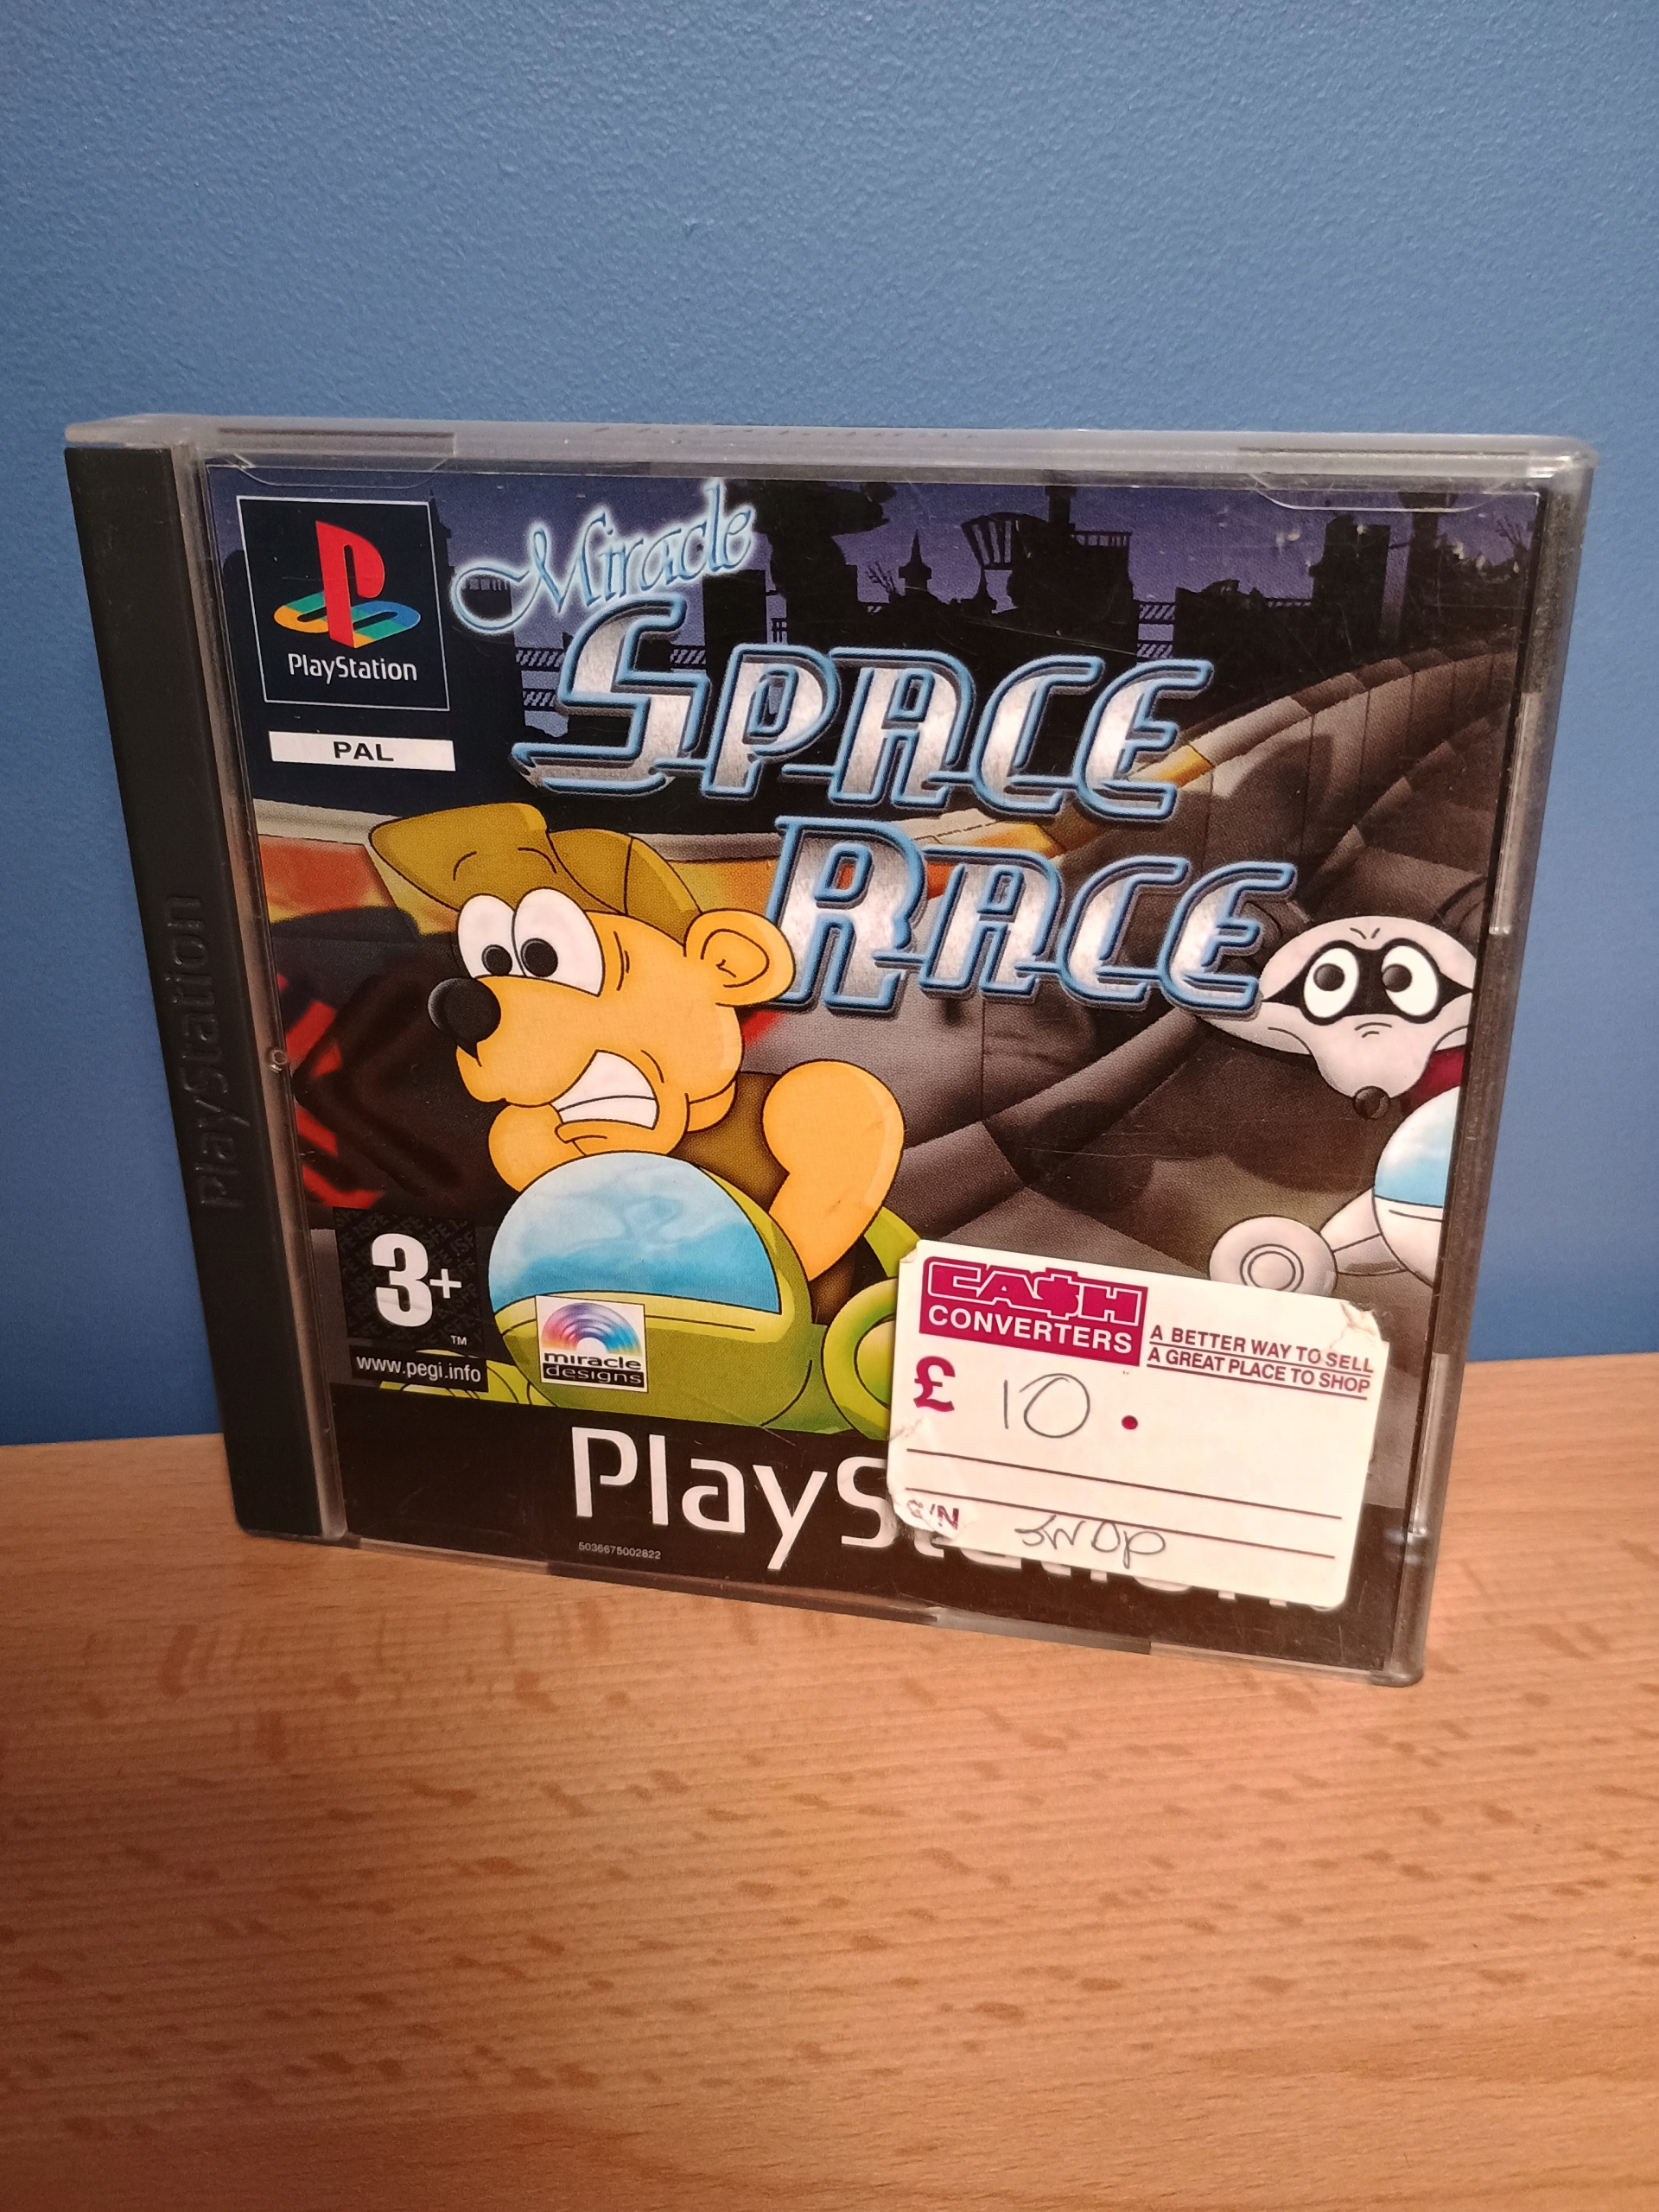 PlayStation
PlayStation
PAL
Miracle
SPACE
RACE
3+
TM
www.pegi.info
miracle
designs
CA$H
CONVERTERS
A BETTER WAY TO SELL
A GREAT PLACE TO SHOP
£ 10 .
S/N
PlayStation
5036675002822